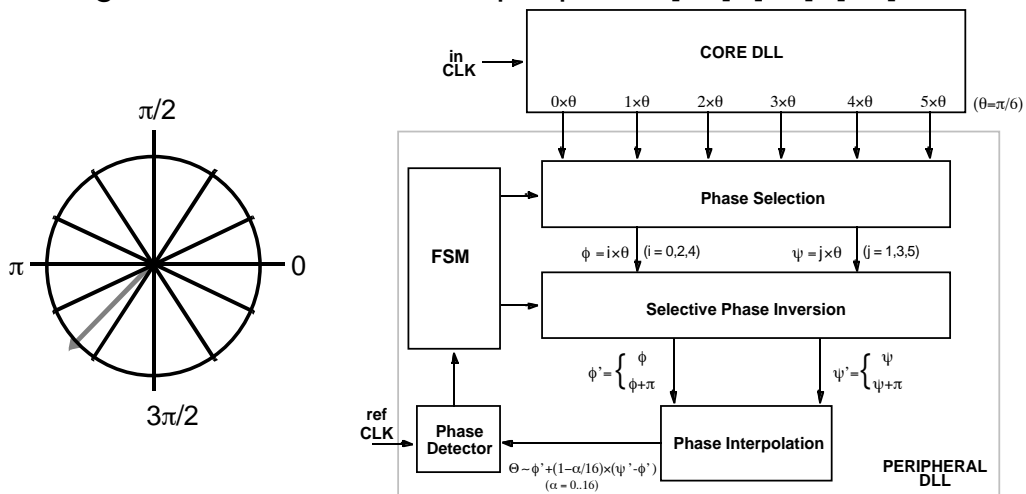 π/2
π
0
3π/2
in
CLK
CORE DLL
0×θ 1×θ 2×θ 3×θ 4×θ 5×θ (θ=π/6)
Phase Selection
FSM
ϕ = i×θ (i = 0,2,4) ψ = j×θ (j = 1,3,5)
Selective Phase Inversion
ϕ' = { ϕ
ϕ+π
ψ' = { ψ
ψ+π
ref
CLK
Phase
Detector
Phase Interpolation
Θ ~ ϕ'+(1−α/16)×(ψ'-ϕ')
(α = 0..16)
PERIPHERAL
DLL